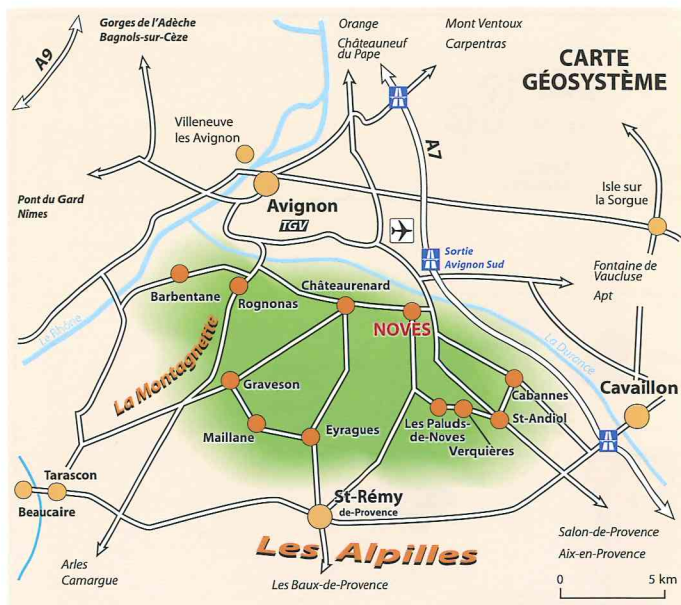 Gorges de l'Adèche
Bagnols-sur-Cèze
Orange
Châteauneuf
du Pape
Mont Ventoux
Carpentras
A9
CARTE
GÉOSYSTÈME
Villeneuve
les Avignon
A7
Pont du Gard
Nîmes
Avignon
TGV
Isle sur
la Sorgue
Sortie
Avignon Sud
Fontaine de
Vaucluse
Apt
Barbentane
Rognonas
Châteaurenard
NOVES
Le Rhône
La Durance
La Montagnette
Graveson
Cabannes
Cavaillon
Maillane
Eyragues
Les Paluds-
de-Noves
St-Andiol
Verquières
Tarascon
Beaucaire
St-Rémy
de-Provence
Les Alpilles
Salon-de-Provence
Aix-en-Provence
Arles
Camargue
Les Baux-de-Provence
0 5 km